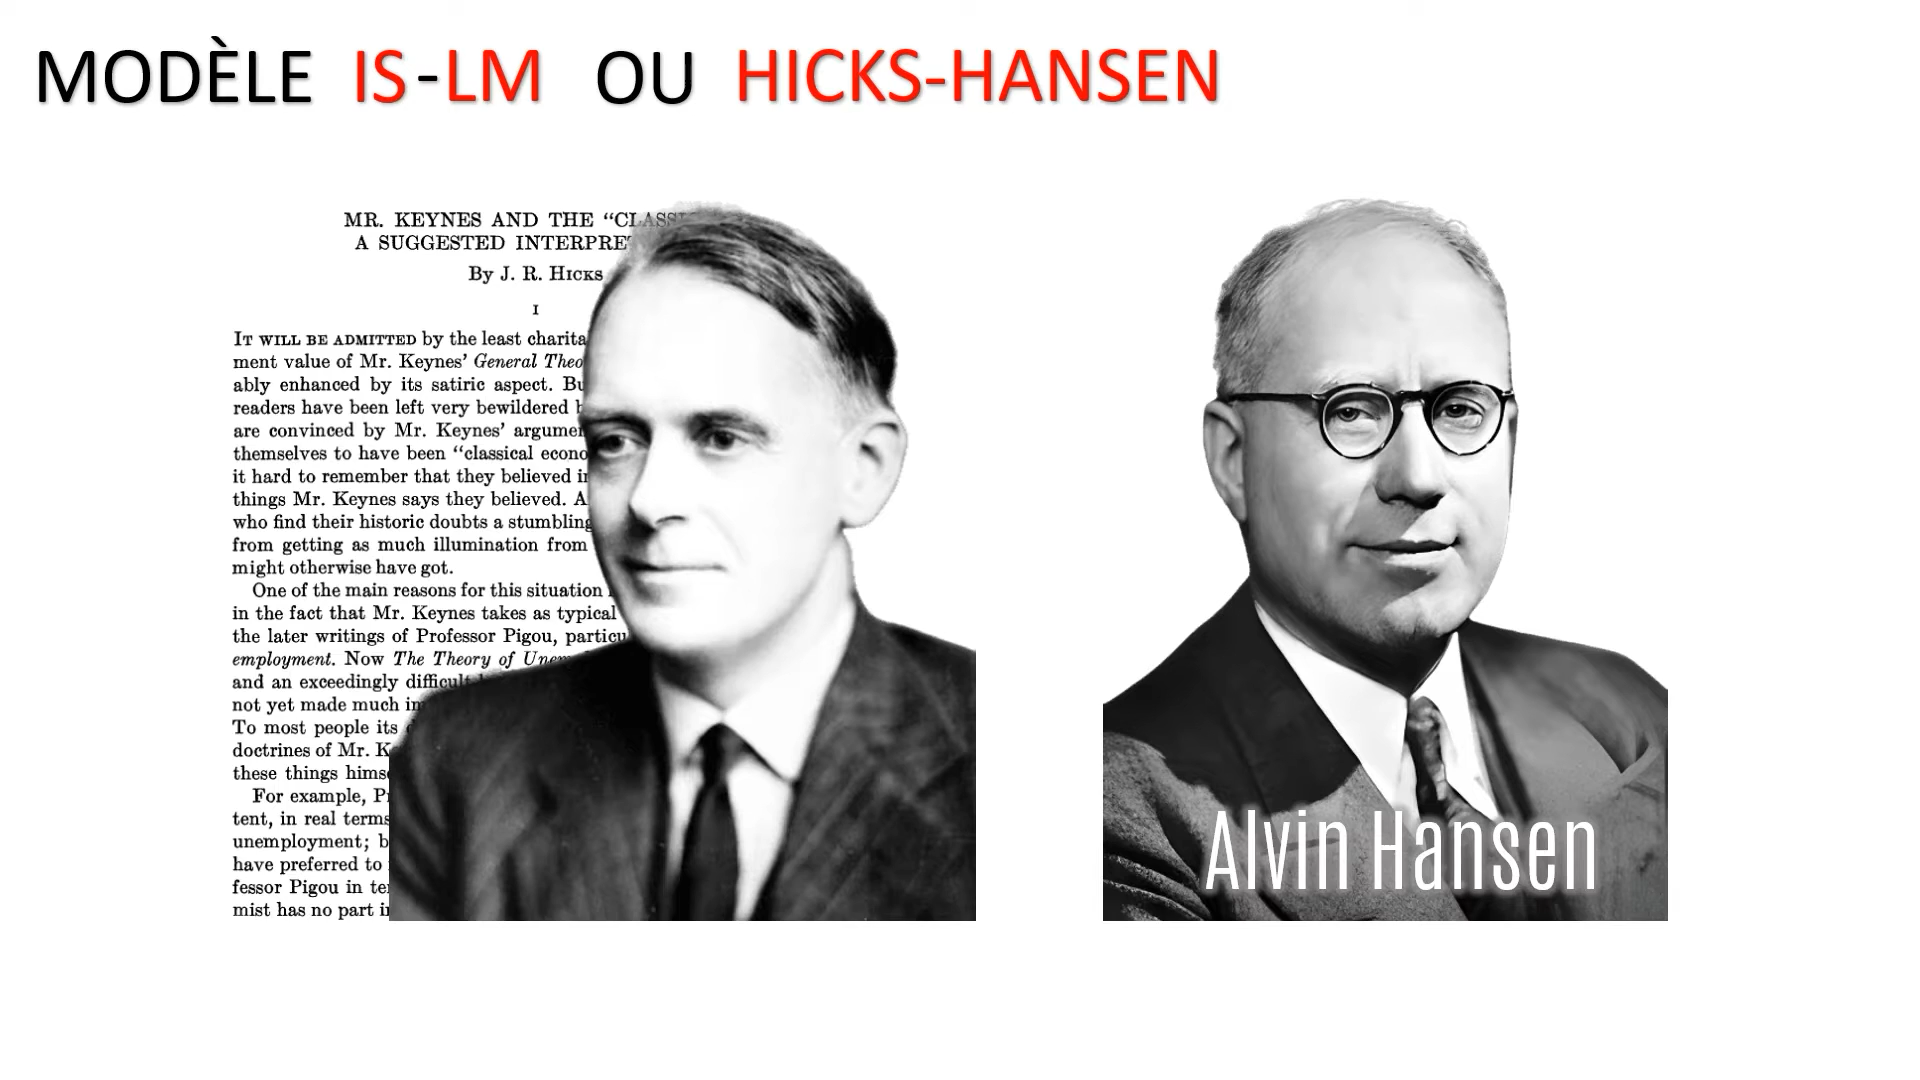 MODÈLE IS-LM OU HICKS-HANSEN
MR. KEYNES AND THE “CLASS
A SUGGESTED INTERPRE
By J. R. HICKS
I
IT WILL BE ADMITTED by the least charita
ment value of Mr. Keynes’ General Theo
ably enhanced by its satiric aspect. Bu
readers have been left very bewildered b
are convinced by Mr. Keynes’ argumen
themselves to have been “classical econo
it hard to remember that they believed in
things Mr. Keynes says they believed. A
who find their historic doubts a stumbling
from getting as much illumination from
might otherwise have got.
One of the main reasons for this situation
in the fact that Mr. Keynes takes as typical
the later writings of Professor Pigou, particu
employment. Now The Theory of Unem
and an exceedingly difficult
not yet made much im
To most people its
doctrines of Mr. K
these things himse
For example, Pr
tent, in real terms
unemployment; b
have preferred to
fessor Pigou in ter
mist has no part in
Alvin Hansen